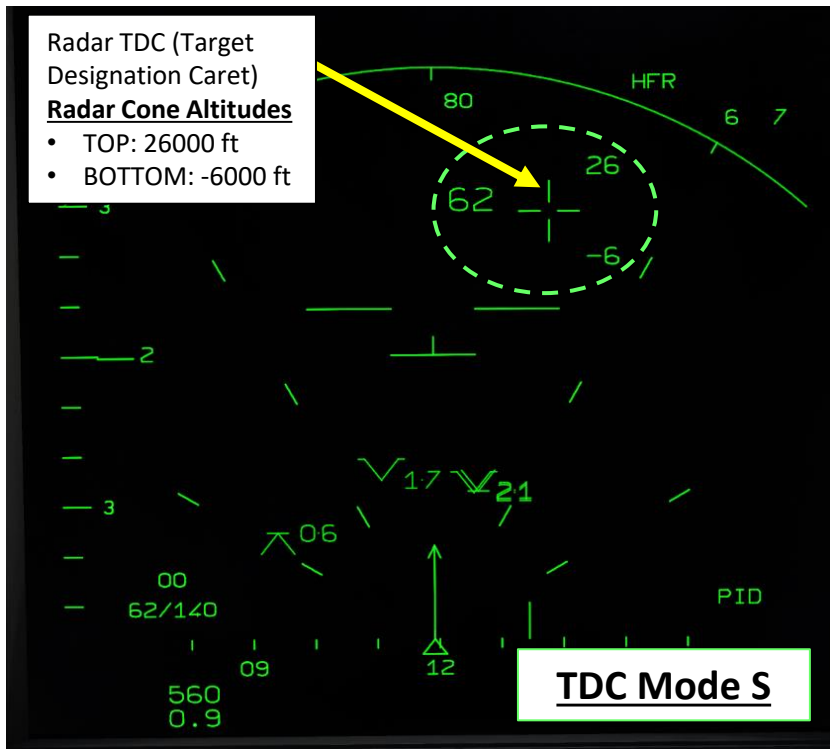 Radar TDC (Target
Designation Caret)
Radar Cone Altitudes
• TOP: 26000 ft
• BOTTOM: -6000 ft
HFR
80
6 7
26
62
-6
3
2
1.7
2.1
3
0.6
00
62/140
PID
09
12
560
0.9
TDC Mode S